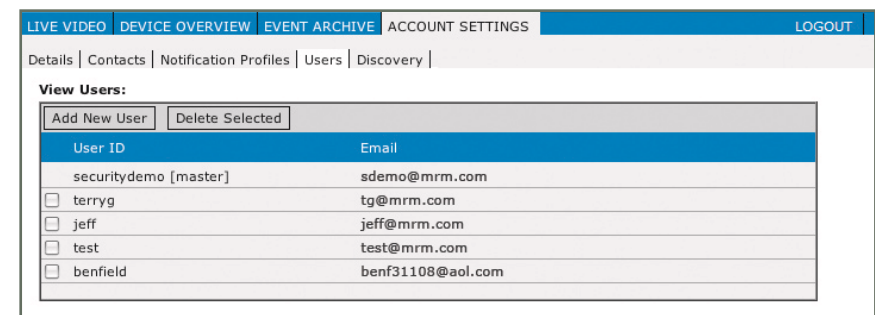 LIVE VIDEO DEVICE OVERVIEW EVENT ARCHIVE ACCOUNT SETTINGS LOGOUT
Details | Contacts | Notification Profiles | Users | Discovery |
View Users:
Add New User Delete Selected
User ID Email
securitydemo [master] sdemo@mrm.com
terryg tg@mrm.com
jeff jeff@mrm.com
test test@mrm.com
benfield benf31108@aol.com